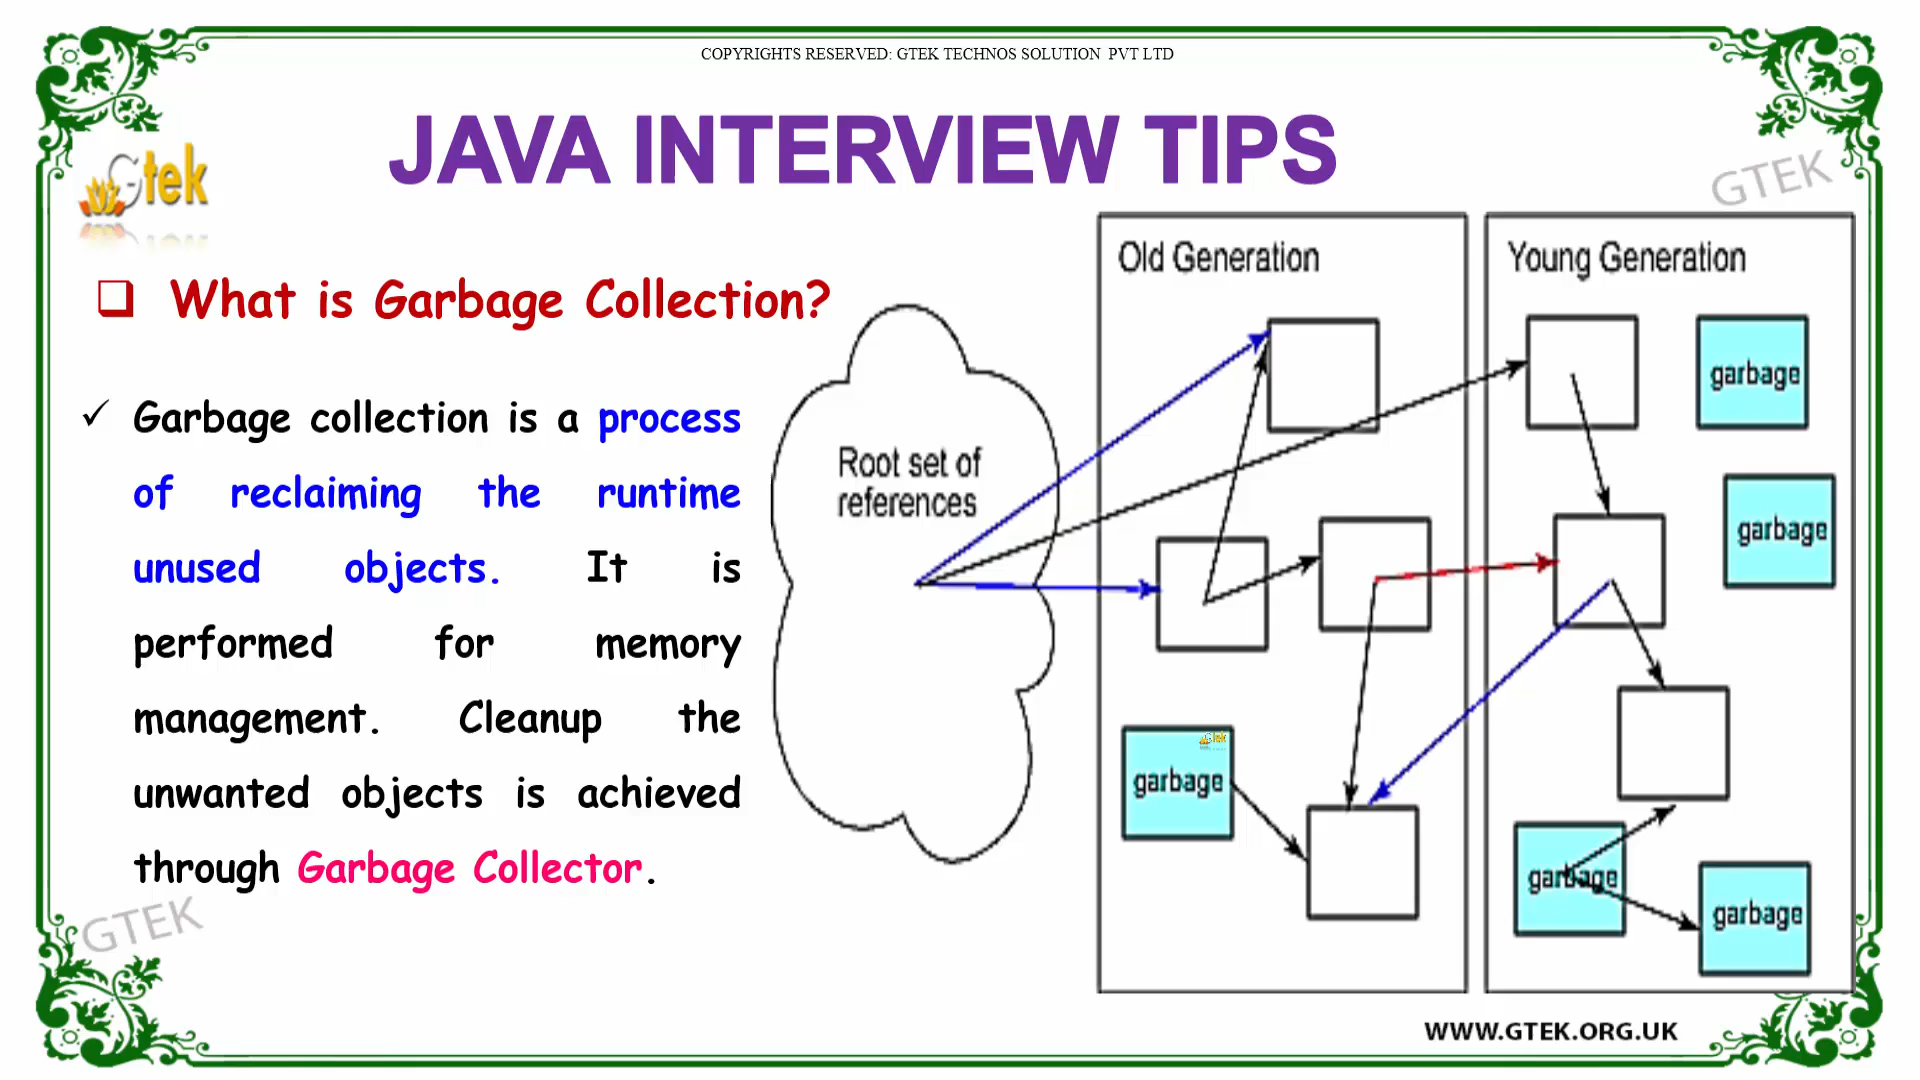 COPYRIGHTS RESERVED: GTEK TECHNOS SOLUTION PVT LTD
JAVA INTERVIEW TIPS
Gtek
GTEK
What is Garbage Collection?
Garbage collection is a process
of reclaiming the runtime
unused objects. It is
performed for memory
management. Cleanup the
unwanted objects is achieved
through Garbage Collector.
Root set of
references
Old Generation
garbage
Young Generation
garbage
garbage
garbage
garbage
GTEK
WWW.GTEK.ORG.UK